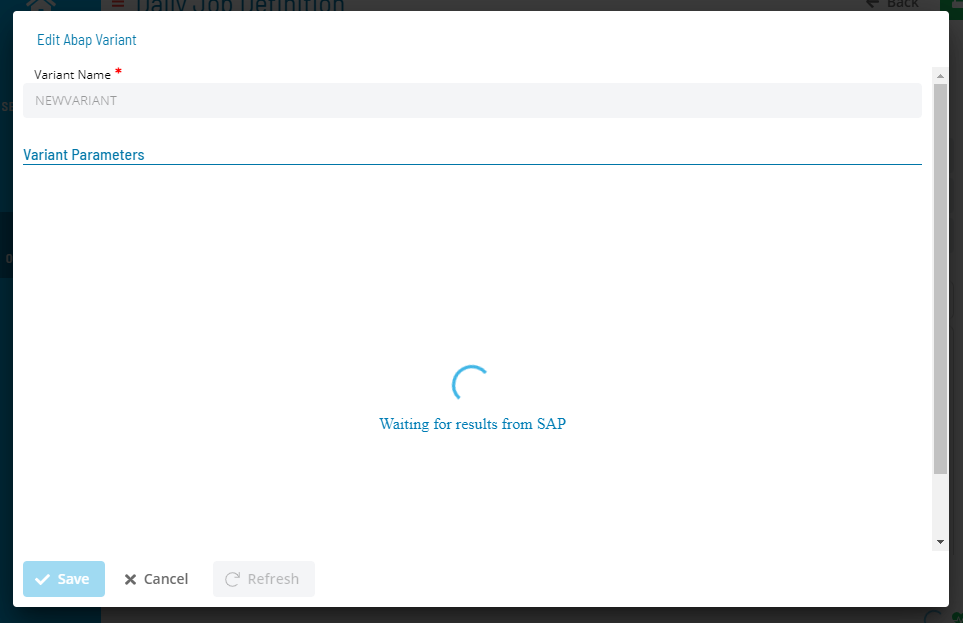 Daily Job Definition
Back
Edit Abap Variant
Variant Name *
NEWVARIANT
Variant Parameters
Waiting for results from SAP
Save
Cancel
Refresh